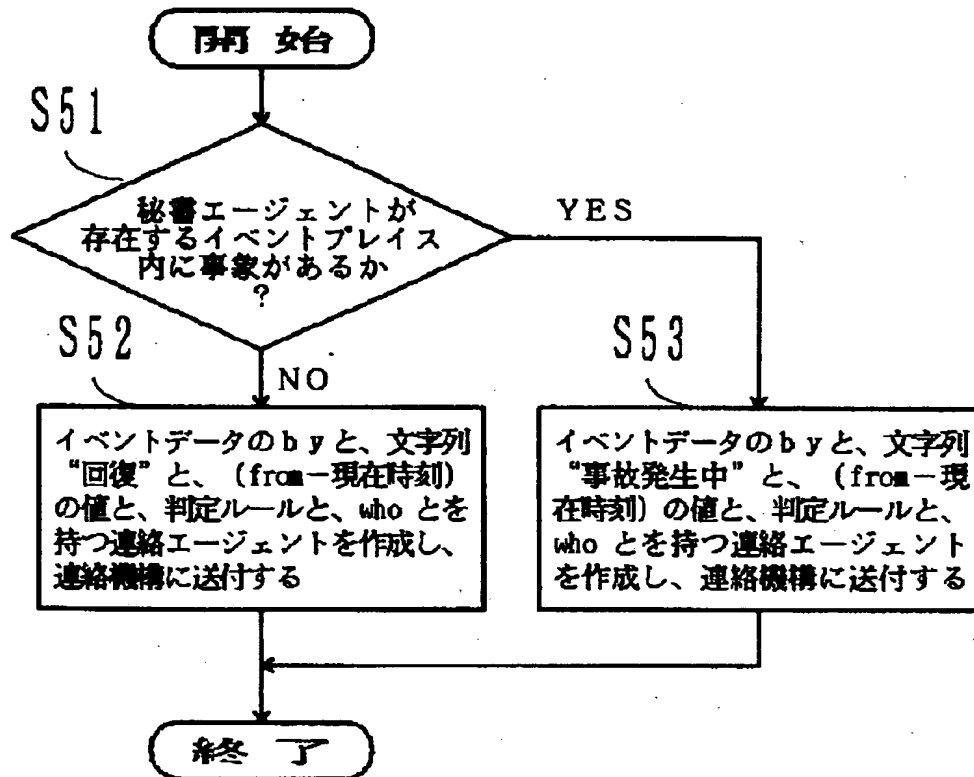 開始
S51
秘書エージェントが
存在するイベントプレイス
内に事象があるか
?
YES
S52
NO
イベントデータのbyと、文字列
“回復”と、(from-現在時刻)
の値と、判定ルールと、whoとを
持つ連絡エージェントを作成し、
連絡機構に送付する
S53
イベントデータのbyと、文字列
“事故発生中”と、(from-現
在時刻)の値と、判定ルールと、
whoとを持つ連絡エージェント
を作成し、連絡機構に送付する
終了